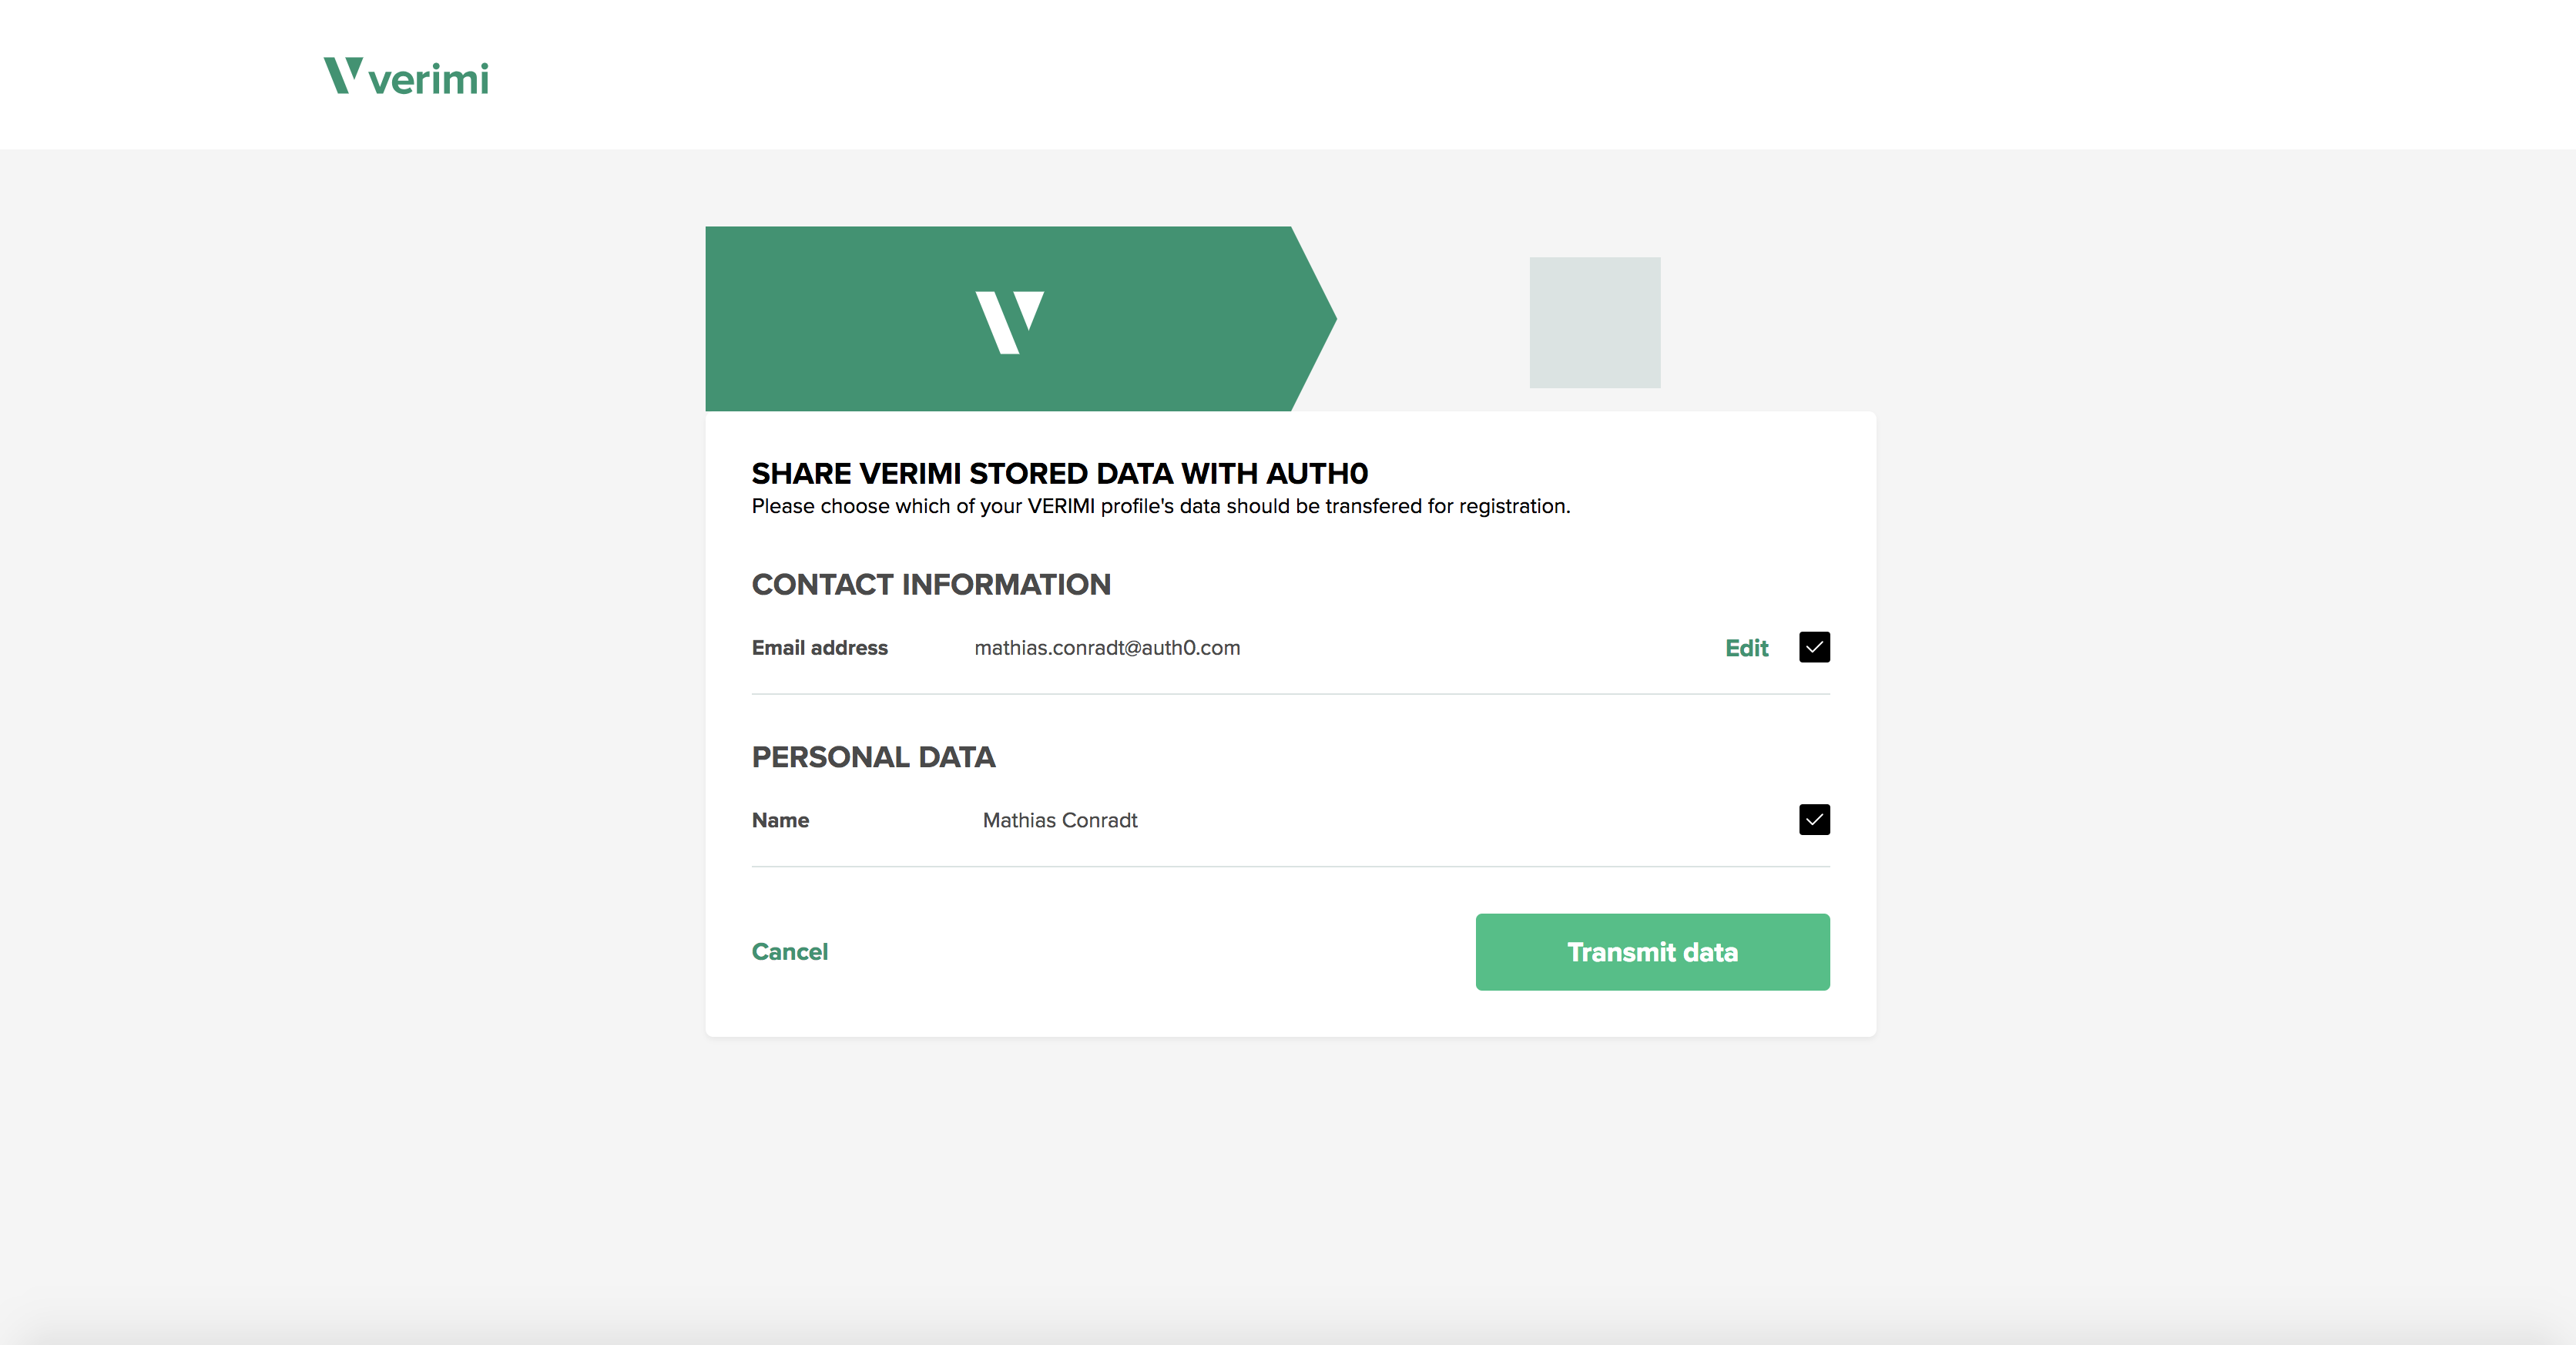 verimi
SHARE VERIMI STORED DATA WITH AUTH0
Please choose which of your VERIMI profile's data should be transfered for registration.
CONTACT INFORMATION
Email address mathias.conradt@auth0.com Edit
PERSONAL DATA
Name Mathias Conradt
Cancel Transmit data